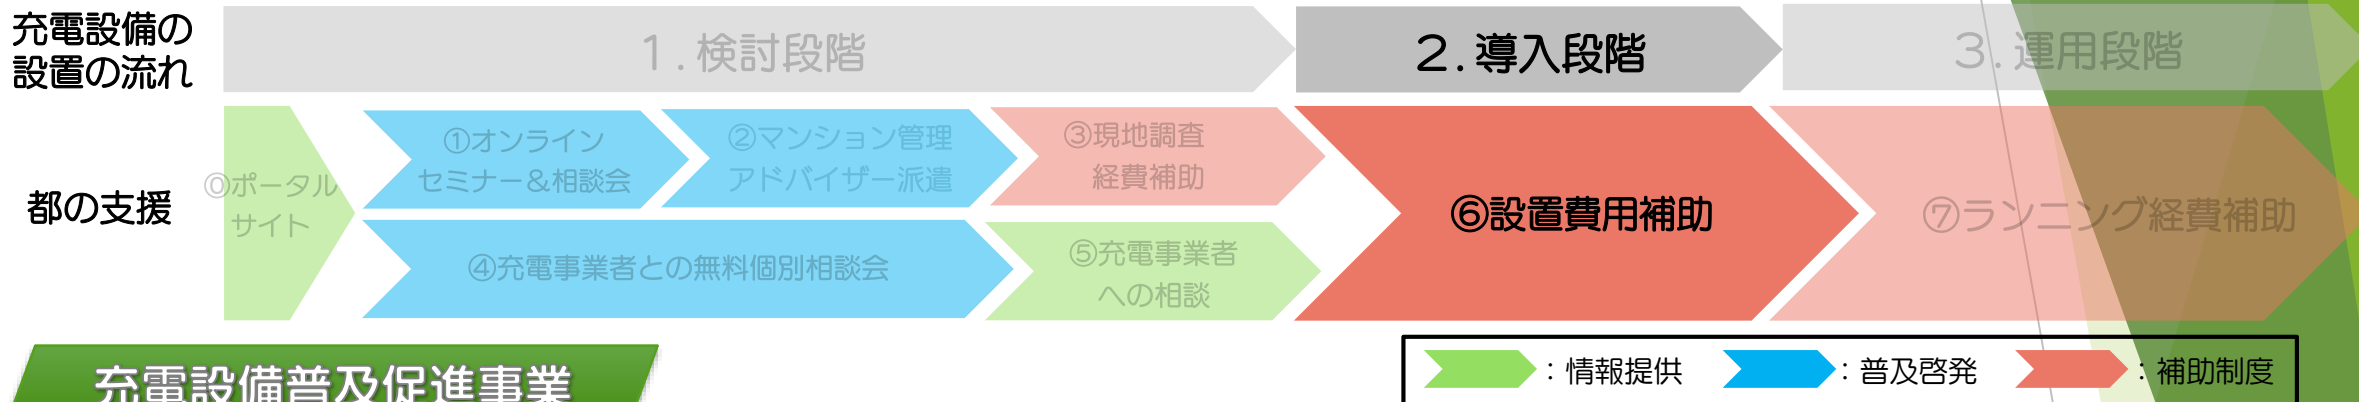 充電設備の
設置の流れ
1.検討段階
2.導入段階
3.運用段階
都の支援
⓪ポータル
サイト
①オンライン
セミナー＆相談会
②マンション管理
アドバイザー派遣
③現地調査
経費補助
④充電事業者との無料個別相談会
⑤充電事業者
への相談
⑥設置費用補助
⑦ランニング経費補助
充電設備普及促進事業
：情報提供
：普及啓発
：補助制度